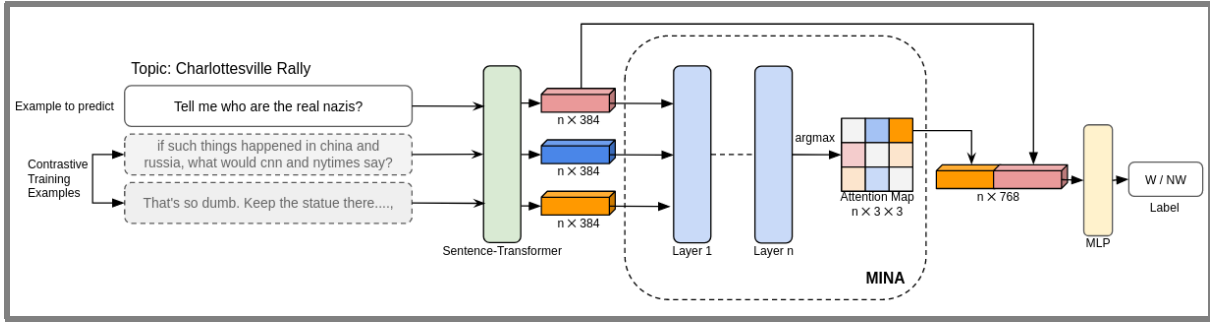 Topic: Charlottesville Rally
Example to predict
Tell me who are the real nazis?
Contrastive
Training
Examples
if such things happened in china and
russia, what would cnn and nytimes say?
That's so dumb. Keep the statue there....,
Sentence-Transformer
n × 384
n × 384
n × 384
Layer 1
Layer n
argmax
Attention Map
n × 3 × 3
MINA
n × 768
MLP
W / NW
Label